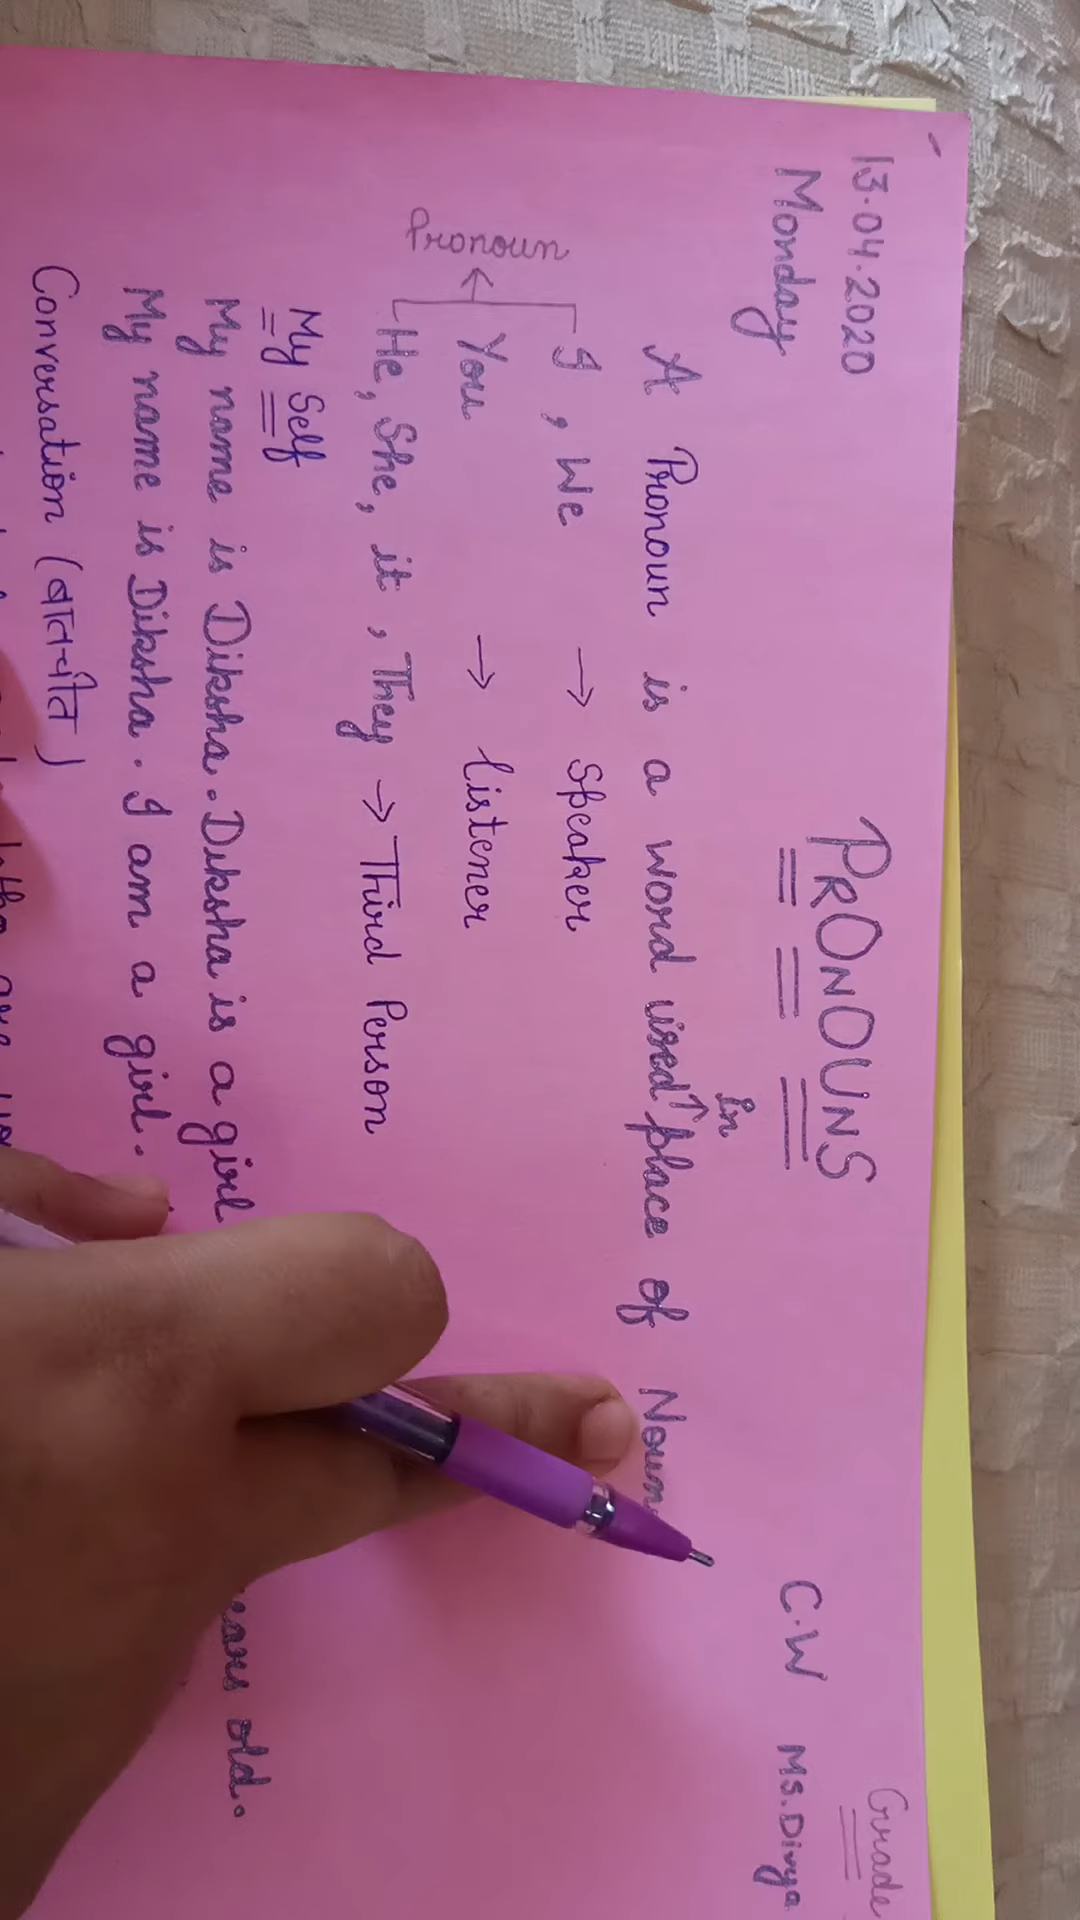 13.04.2020
Monday
PRONOUNS
Grade
C.W Ms. Divya
In
A Pronoun is a word used ↑ place of Noun
I, We → Speaker
Pronoun
You → listener
He, She, it, They → Third Person
My Self
My name is Diksha. Diksha is a girl old.
My name is Diksha. I am a girl.
Conversation (बातचीत)